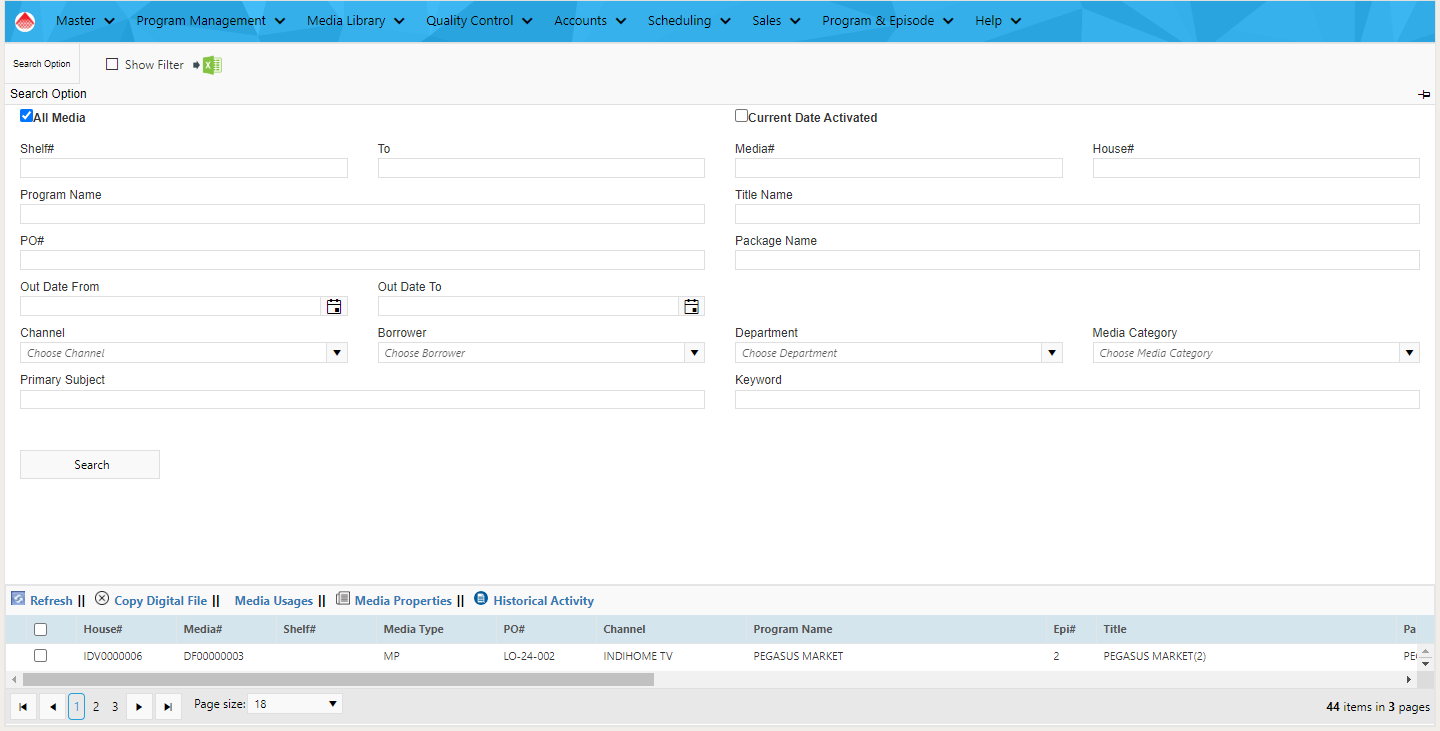 Master Program Management Media Library Quality Control Accounts Scheduling Sales Program & Episode Help
Search Option Show Filter
Search Option
All Media Current Date Activated
Shelf# To Media# House#
Program Name Title Name
PO# Package Name
Out Date From Out Date To
Channel Borrower Department Media Category
Choose Channel Choose Borrower Choose Department Choose Media Category
Primary Subject Keyword
Search
Refresh || Copy Digital File || Media Usages || Media Properties || Historical Activity
House# Media# Shelf# Media Type PO# Channel Program Name Epi# Title Pa
IDV0000006 DF00000003 MP LO-24-002 INDIHOME TV PEGASUS MARKET 2 PEGASUS MARKET(2)
1 2 3 Page size: 18 44 items in 3 pages